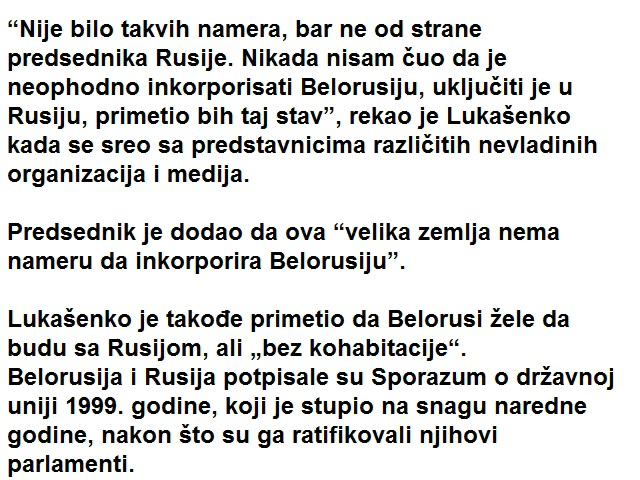 “Nije bilo takvih namera, bar ne od strane
predsednika Rusije. Nikada nisam čuo da je
neophodno inkorporisati Belorusiju, uključiti je u
Rusiju, primetio bih taj stav”, rekao je Lukašenko
kada se sreo sa predstavnicima različitih nevladinih
organizacija i medija.

Predsednik je dodao da ova “velika zemlja nema
nameru da inkorporira Belorusiju”.

Lukašenko je takođe primetio da Belorusi žele da
budu sa Rusijom, ali „bez kohabitacije“.
Belorusija i Rusija potpisale su Sporazum o državnoj
uniji 1999. godine, koji je stupio na snagu naredne
godine, nakon što su ga ratifikovali njihovi
parlamenti.